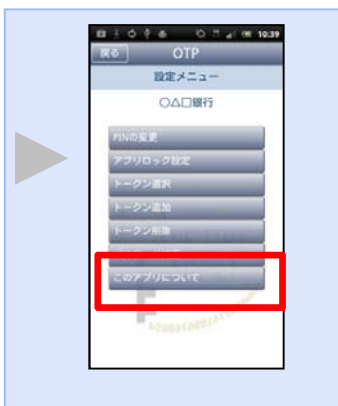 10:39
戻る
OTP
設定メニュー
○△□銀行
PINの変更
アプリロック設定
トークン選択
トークン追加
トークン削除
このアプリについて